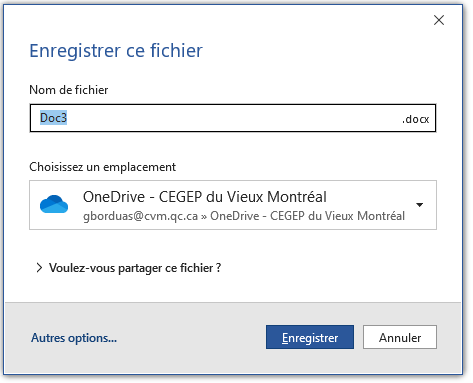 Enregistrer ce fichier
Nom de fichier
Doc3 .docx
Choisissez un emplacement
OneDrive - CEGEP du Vieux Montréal
gborduas@cvm.qc.ca » OneDrive - CEGEP du Vieux Montréal
Voulez-vous partager ce fichier ?
Autres options... Enregistrer Annuler